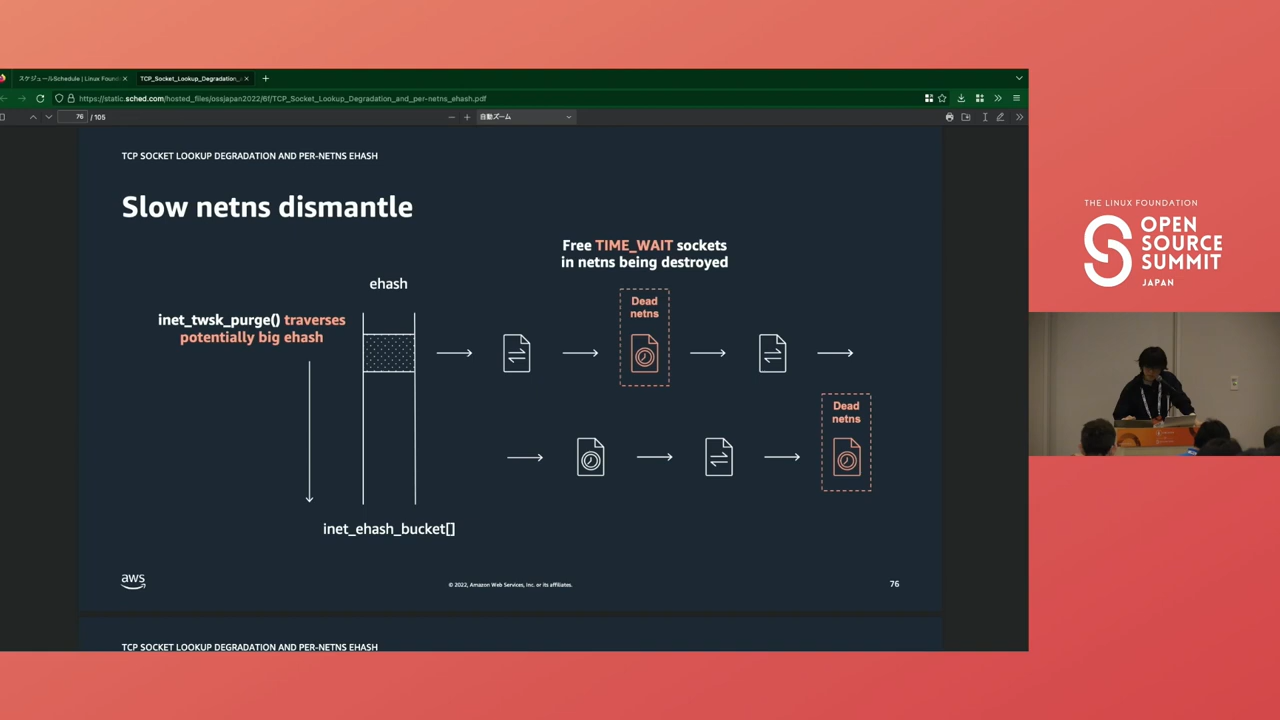 スケジュールSchedule | Linux Found
TCP_Socket_Lookup_Degradation_
https://static.sched.com/hosted_files/ossjapan2022/6f/TCP_Socket_Lookup_Degradation_and_per-netns_ehash.pdf
76 / 105
自動ズーム
TCP SOCKET LOOKUP DEGRADATION AND PER-NETNS EHASH
Slow netns dismantle
Free TIME_WAIT sockets
in netns being destroyed
ehash
inet_twsk_purge() traverses
potentially big ehash
Dead
netns
Dead
netns
inet_ehash_bucket[]
aws
© 2022, Amazon Web Services, Inc. or its affiliates.
76
TCP SOCKET LOOKUP DEGRADATION AND PER-NETNS EHASH
THE LINUX FOUNDATION
OPEN
SOURCE
SUMMIT
JAPAN